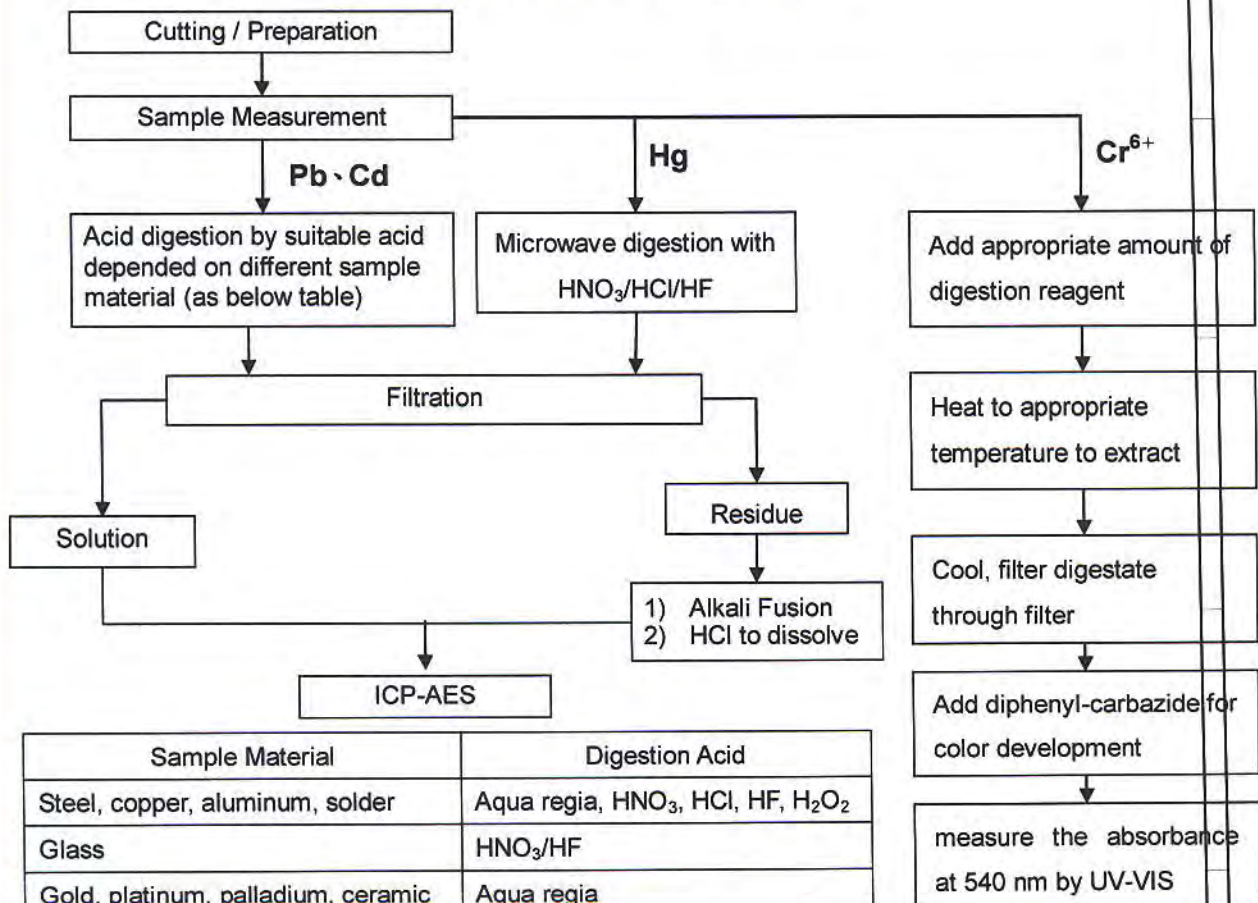 Cutting / Preparation
Sample Measurement
Pb、Cd
Hg
Cr⁶⁺
Acid digestion by suitable acid
depended on different sample
material (as below table)
Microwave digestion with
HNO₃/HCl/HF
Add appropriate amount of
digestion reagent
Filtration
Heat to appropriate
temperature to extract
Solution
Residue
1) Alkali Fusion
2) HCl to dissolve
Cool, filter digestate
through filter
ICP-AES
Add diphenyl-carbazide for
color development
Sample Material Digestion Acid
Steel, copper, aluminum, solder Aqua regia, HNO₃, HCl, HF, H₂O₂
Glass HNO₃/HF
Gold, platinum, palladium, ceramic Aqua regia
measure the absorbance
at 540 nm by UV-VIS